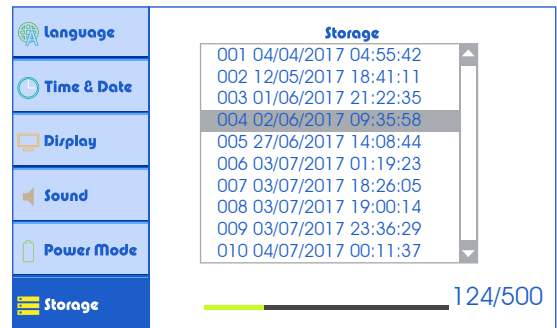 Language
Time & Date
Display
Sound
Power Mode
Storage
Storage
001 04/04/2017 04:55:42
002 12/05/2017 18:41:11
003 01/06/2017 21:22:35
004 02/06/2017 09:35:58
005 27/06/2017 14:08:44
006 03/07/2017 01:19:23
007 03/07/2017 18:26:05
008 03/07/2017 19:00:14
009 03/07/2017 23:36:29
010 04/07/2017 00:11:37
124/500